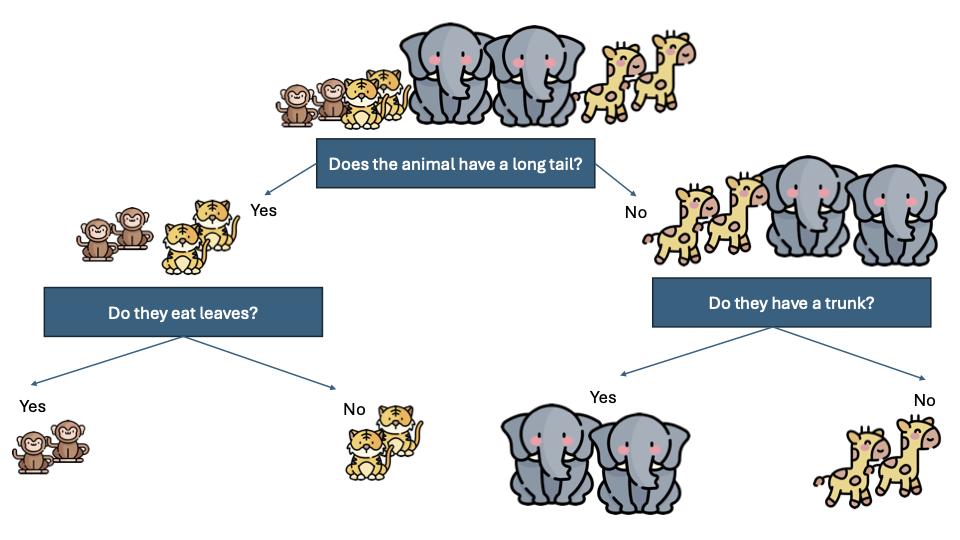 Does the animal have a long tail?
Yes
No
Do they eat leaves?
Do they have a trunk?
Yes
No
Yes
No